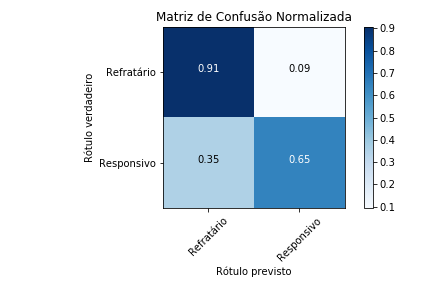 Matriz de Confusão Normalizada
Rótulo verdadeiro
Refratário
0.91
0.09
Responsivo
0.35
0.65
Refratário
Responsivo
Rótulo previsto
0.9
0.8
0.7
0.6
0.5
0.4
0.3
0.2
0.1